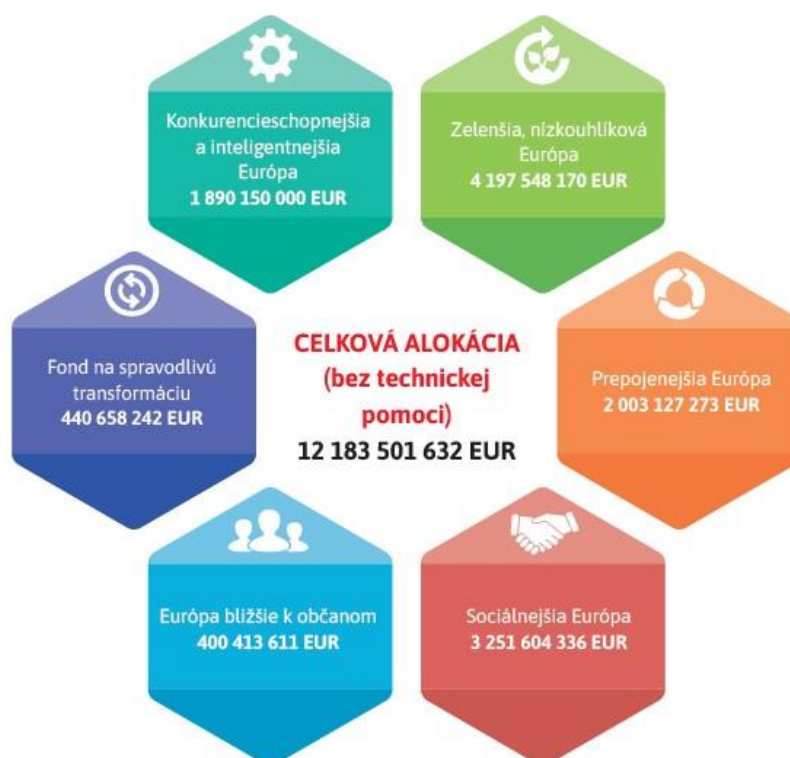 Konkurencieschopnejšia
a inteligentnejšia
Európa
1 890 150 000 EUR
Zelenšia, nízkouhlíková
Európa
4 197 548 170 EUR
Fond na spravodlivú
transformáciu
440 658 242 EUR
CELKOVÁ ALOKÁCIA
(bez technickej
pomoci)
12 183 501 632 EUR
Prepojenejšia Európa
2 003 127 273 EUR
Európa bližšie k občanom
400 413 611 EUR
Sociálnejšia Európa
3 251 604 336 EUR